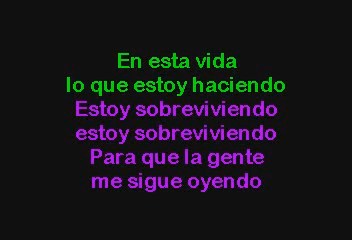 En esta vida
lo que estoy haciendo
Estoy sobreviviendo
estoy sobreviviendo
Para que la gente
me sigue oyendo